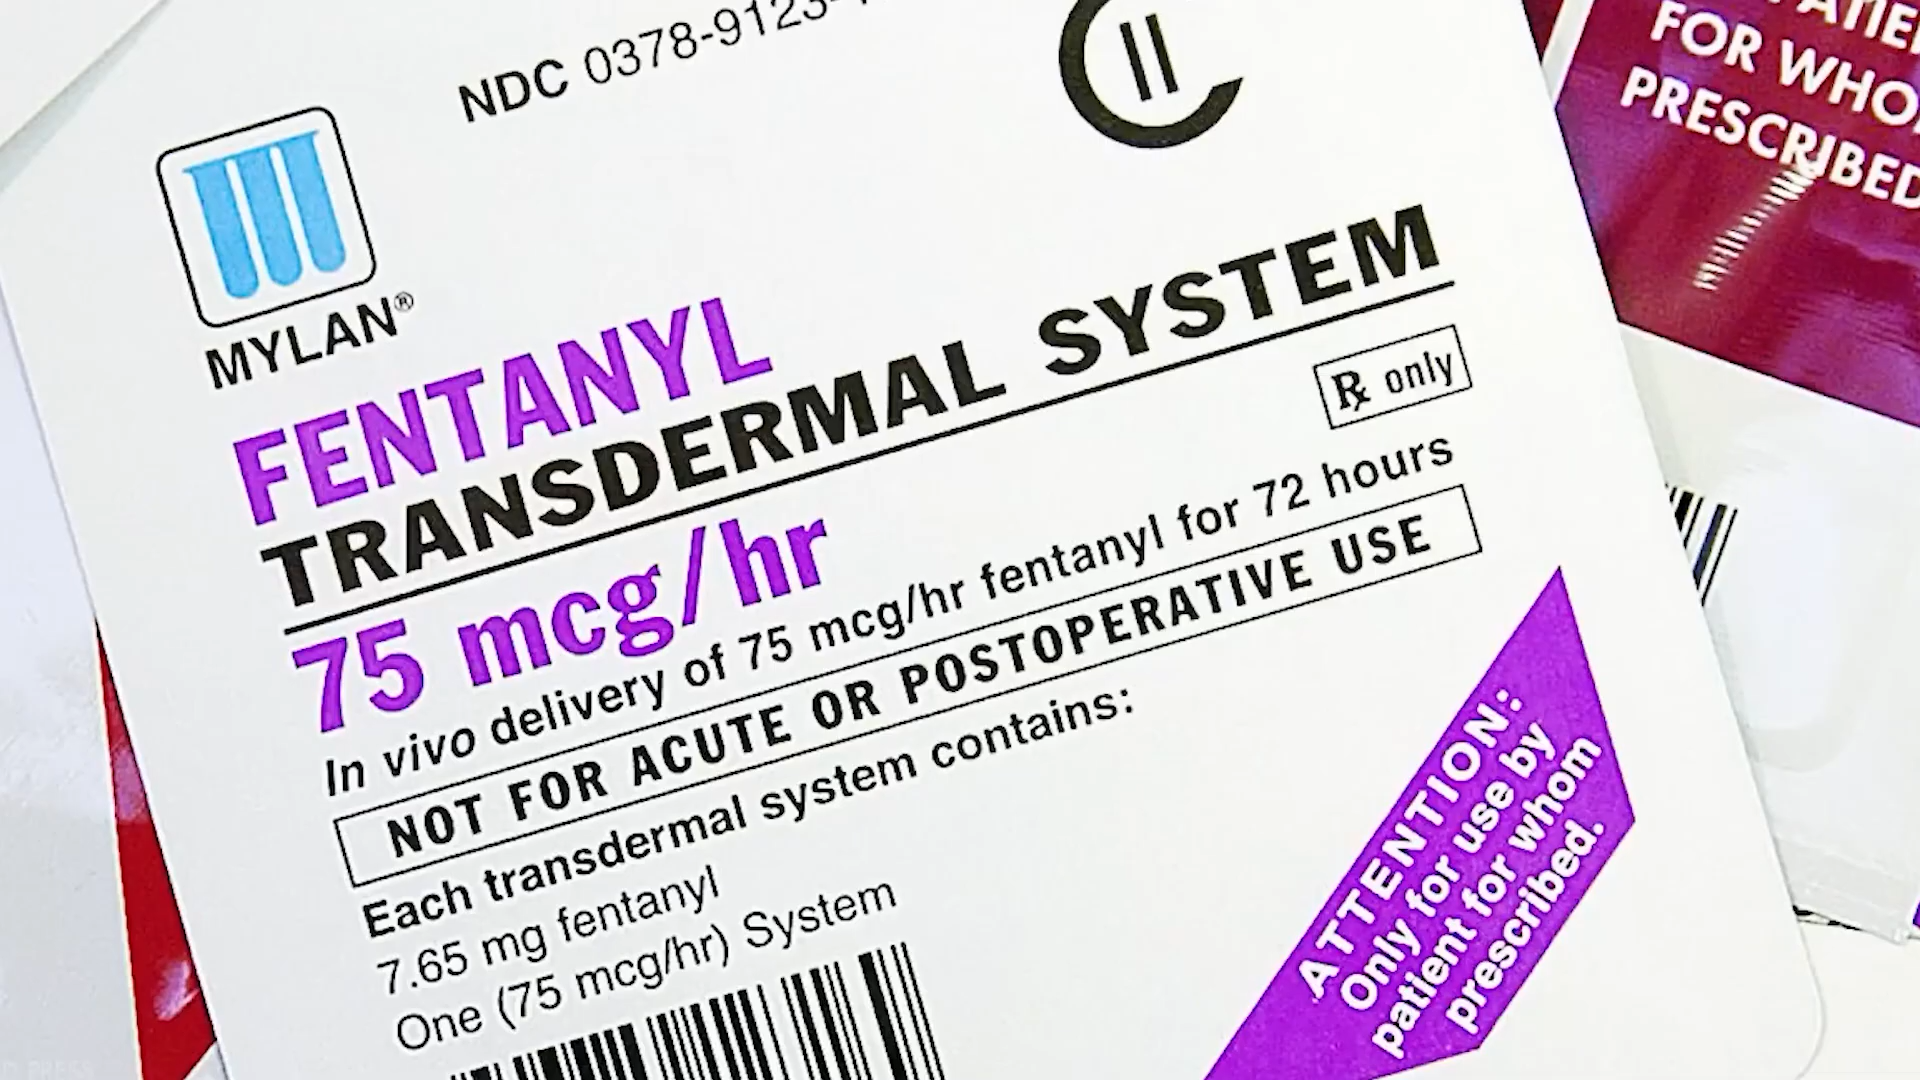 NDC 0378-9123-
CII
MYLAN®
FENTANYL
TRANSDERMAL SYSTEM
75 mcg/hr
Rx only
In vivo delivery of 75 mcg/hr fentanyl for 72 hours
NOT FOR ACUTE OR POSTOPERATIVE USE
Each transdermal system contains:
7.65 mg fentanyl
One (75 mcg/hr) System
ATTENTION:
Only for use by
patient for whom
prescribed.
FOR
PRESCRIBED